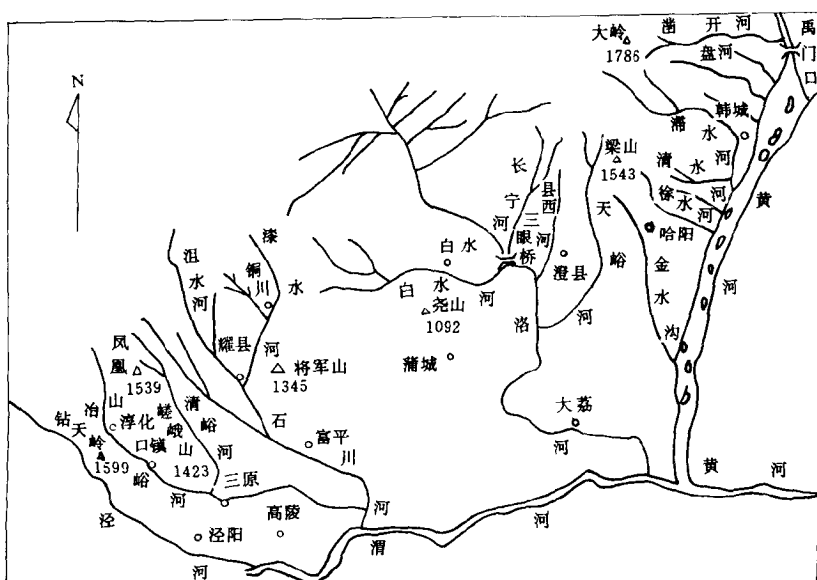 禹门口
凿开河
大岭
1786
盘河
韩城
㵐水河
梁山
1543
清水河
徐水河
哈阳
黄河
金水沟
N
长宁河
县西河
三眼桥
天峪河
澄县
白水
白水河
尧山
1092
洛河
蒲城
大荔
沮水河
漆水河
铜川
耀县
将军山
1345
石川河
富平
凤凰山
1539
冶峪河
淳化
钻天岭
1599
口镇
嵯峨山
1423
清峪河
三原
高陵
泾阳
泾河
渭河
黄河